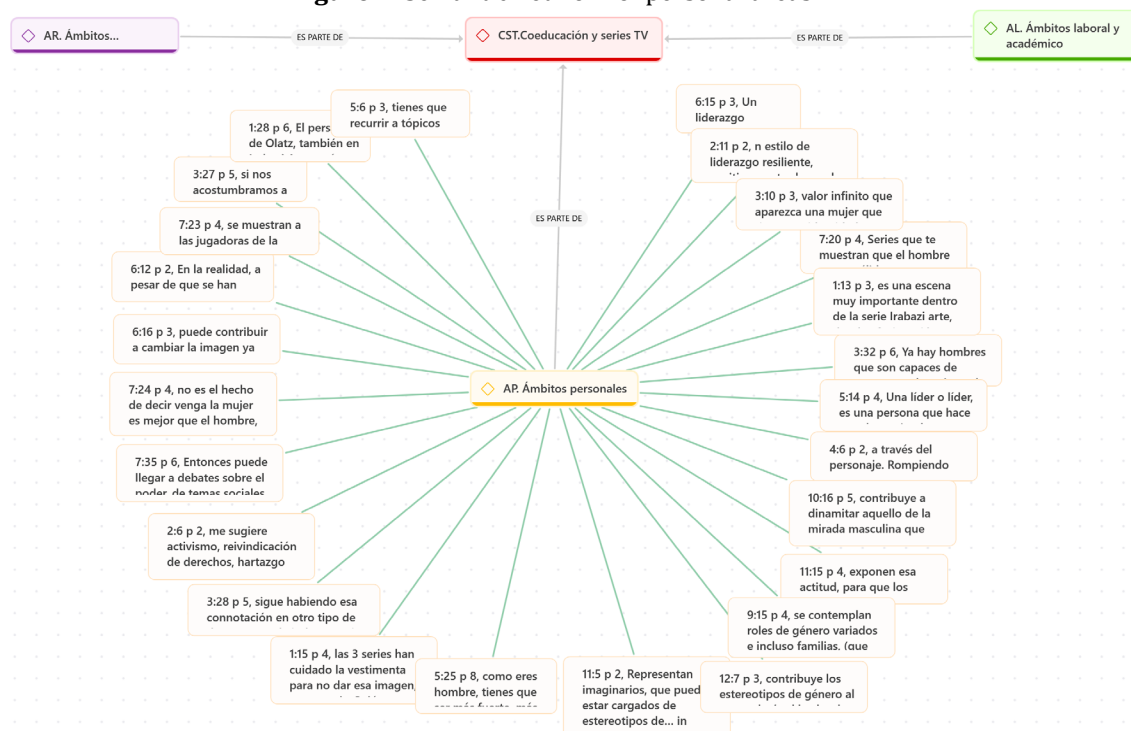 AR. Ámbitos...
ES PARTE DE
CST.Coeducación y series TV
ES PARTE DE
AL. Ámbitos laboral y
académico
5:6 p 3, tienes que
recurrir a tópicos
1:28 p 6, El pers
de Olatz, también en
3:27 p 5, si nos
acostumbramos a
7:23 p 4, se muestran a
las jugadoras de la
6:12 p 2, En la realidad, a
pesar de que se han
6:16 p 3, puede contribuir
a cambiar la imagen ya
7:24 p 4, no es el hecho
de decir venga la mujer
es mejor que el hombre,
7:35 p 6, Entonces puede
llegar a debates sobre el
poder, de temas sociales
2:6 p 2, me sugiere
activismo, reivindicación
de derechos, hartazgo
3:28 p 5, sigue habiendo esa
connotación en otro tipo de
1:15 p 4, las 3 series han
cuidado la vestimenta
para no dar esa imagen,
5:25 p 8, como eres
hombre, tienes que
ser más fuerte, más
ES PARTE DE
AP. Ámbitos personales
6:15 p 3, Un
liderazgo
2:11 p 2, n estilo de
liderazgo resiliente,
3:10 p 3, valor infinito que
aparezca una mujer que
7:20 p 4, Series que te
muestran que el hombre
1:13 p 3, es una escena
muy importante dentro
de la serie Irabazi arte,
3:32 p 6, Ya hay hombres
que son capaces de
5:14 p 4, Una líder o líder,
es una persona que hace
4:6 p 2, a través del
personaje. Rompiendo
10:16 p 5, contribuye a
dinamitar aquello de la
mirada masculina que
11:15 p 4, exponen esa
actitud, para que los
9:15 p 4, se contemplan
roles de género variados
e incluso familias. (que
11:5 p 2, Representan
imaginarios, que pued
estar cargados de
estereotipos de... in
12:7 p 3, contribuye los
estereotipos de género al